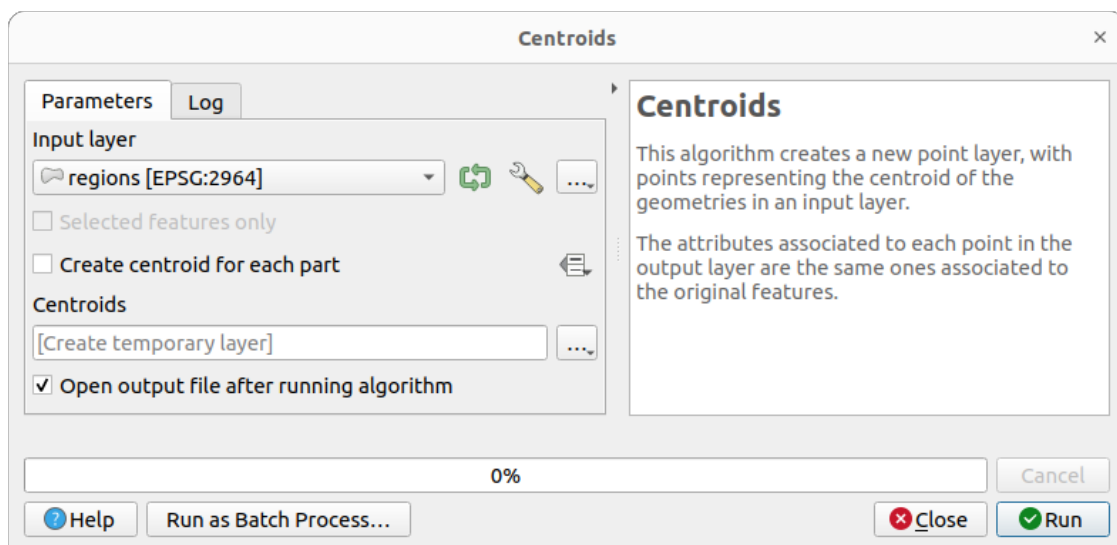 Centroids
Parameters
Log
Input layer
regions [EPSG:2964]
...
Selected features only
Create centroid for each part
Centroids
[Create temporary layer]
...
Open output file after running algorithm
Centroids
This algorithm creates a new point layer, with
points representing the centroid of the
geometries in an input layer.
The attributes associated to each point in the
output layer are the same ones associated to
the original features.
0%
Cancel
Help
Run as Batch Process...
Close
Run